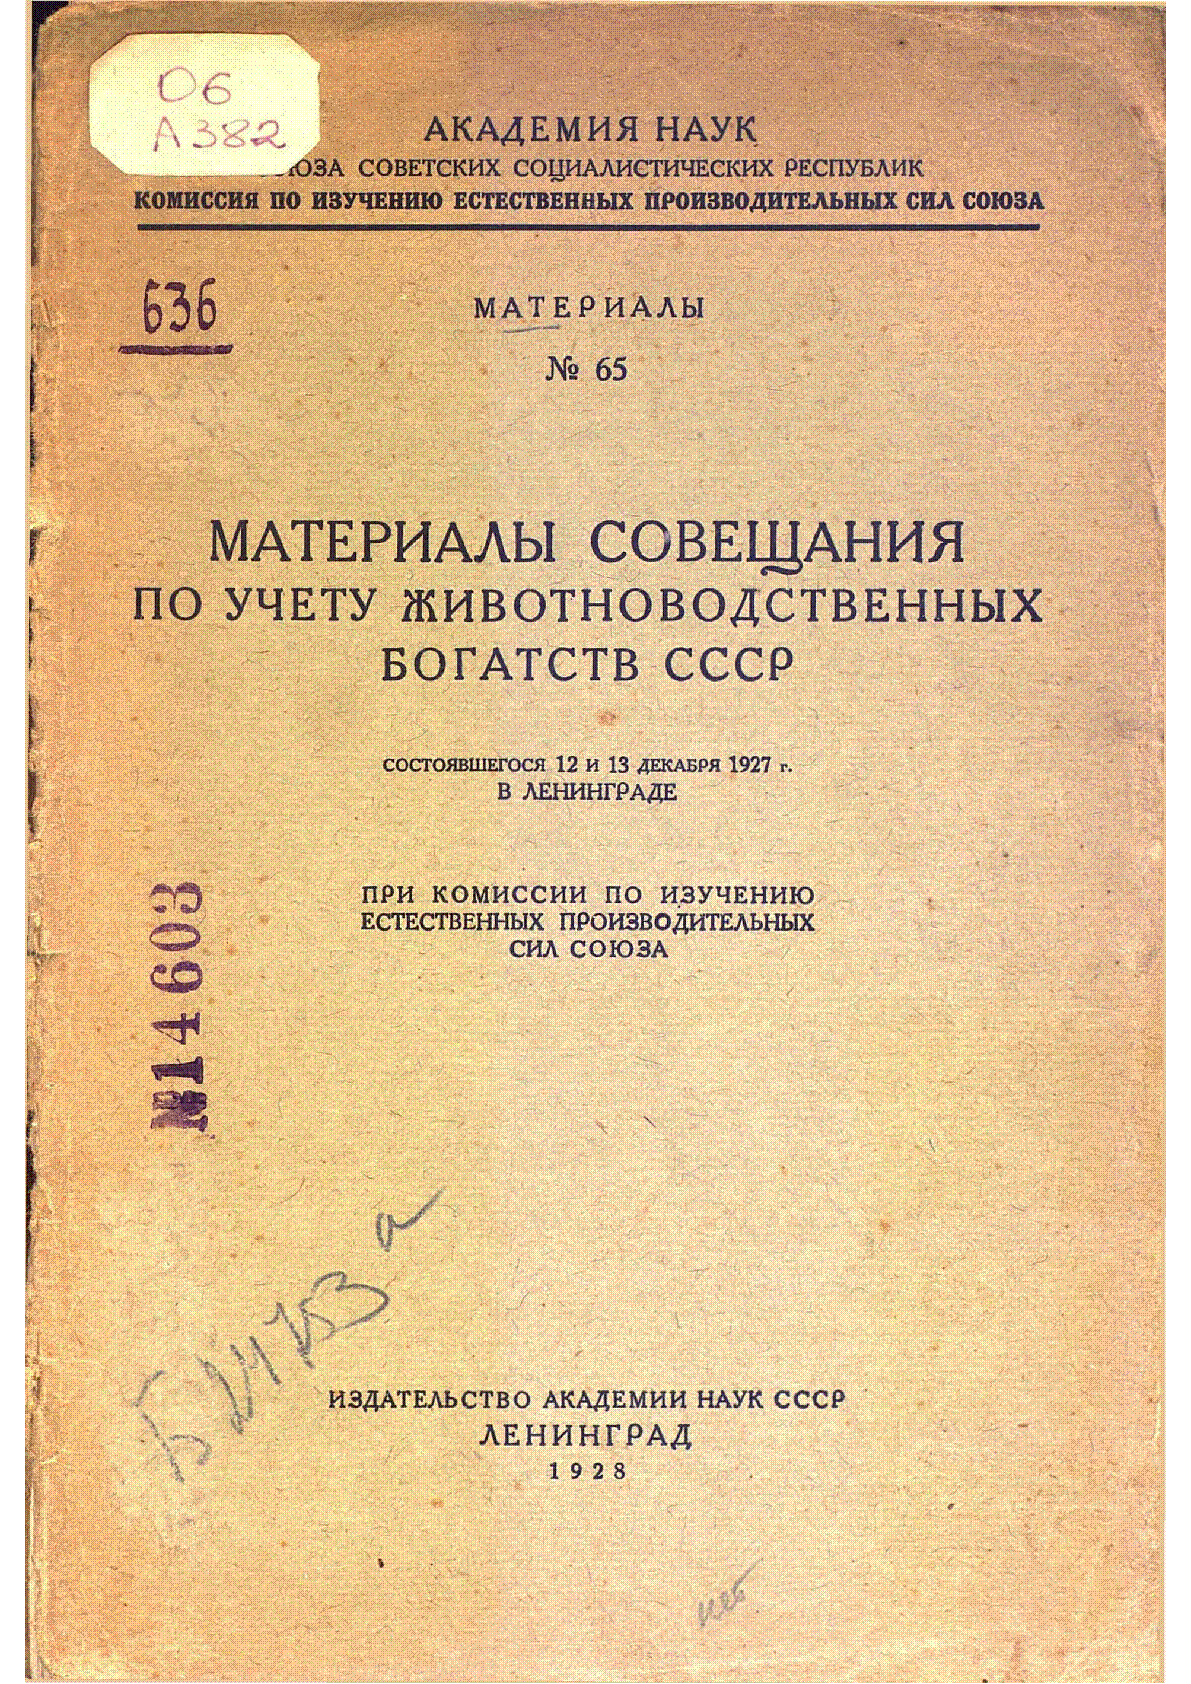 О6
А382
АКАДЕМИЯ НАУК
ЮЗА СОВЕТСКИХ СОЦИАЛИСТИЧЕСКИХ РЕСПУБЛИК
КОМИССИЯ ПО ИЗУЧЕНИЮ ЕСТЕСТВЕННЫХ ПРОИЗВОДИТЕЛЬНЫХ СИЛ СОЮЗА
636
МАТЕРИАЛЫ
№ 65
МАТЕРИАЛЫ СОВЕЩАНИЯ
ПО УЧЕТУ ЖИВОТНОВОДСТВЕННЫХ
БОГАТСТВ СССР
СОСТОЯВШЕГОСЯ 12 И 13 ДЕКАБРЯ 1927 г.
В ЛЕНИНГРАДЕ
ПРИ КОМИССИИ ПО ИЗУЧЕНИЮ
ЕСТЕСТВЕННЫХ ПРОИЗВОДИТЕЛЬНЫХ
СИЛ СОЮЗА
№14603
ИЗДАТЕЛЬСТВО АКАДЕМИИ НАУК СССР
ЛЕНИНГРАД
1928